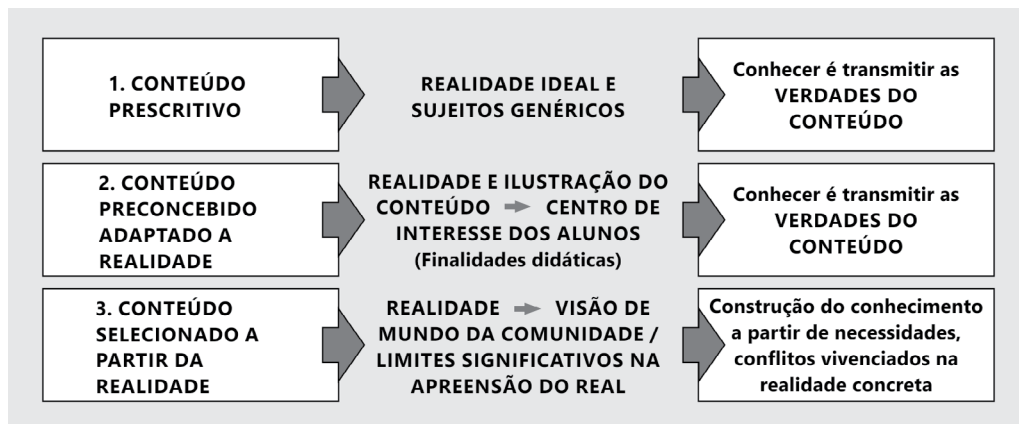 1. CONTEÚDO
PRESCRITIVO
REALIDADE IDEAL E
SUJEITOS GENÉRICOS
Conhecer é transmitir as
VERDADES DO
CONTEÚDO
2. CONTEÚDO
PRECONCEBIDO
ADAPTADO A
REALIDADE
REALIDADE E ILUSTRAÇÃO DO
CONTEÚDO CENTRO DE
INTERESSE DOS ALUNOS
(Finalidades didáticas)
Conhecer é transmitir as
VERDADES DO
CONTEÚDO
3. CONTEÚDO
SELECIONADO A
PARTIR DA
REALIDADE
REALIDADE VISÃO DE
MUNDO DA COMUNIDADE /
LIMITES SIGNIFICATIVOS NA
APREENSÃO DO REAL
Construção do conhecimento
a partir de necessidades,
conflitos vivenciados na
realidade concreta